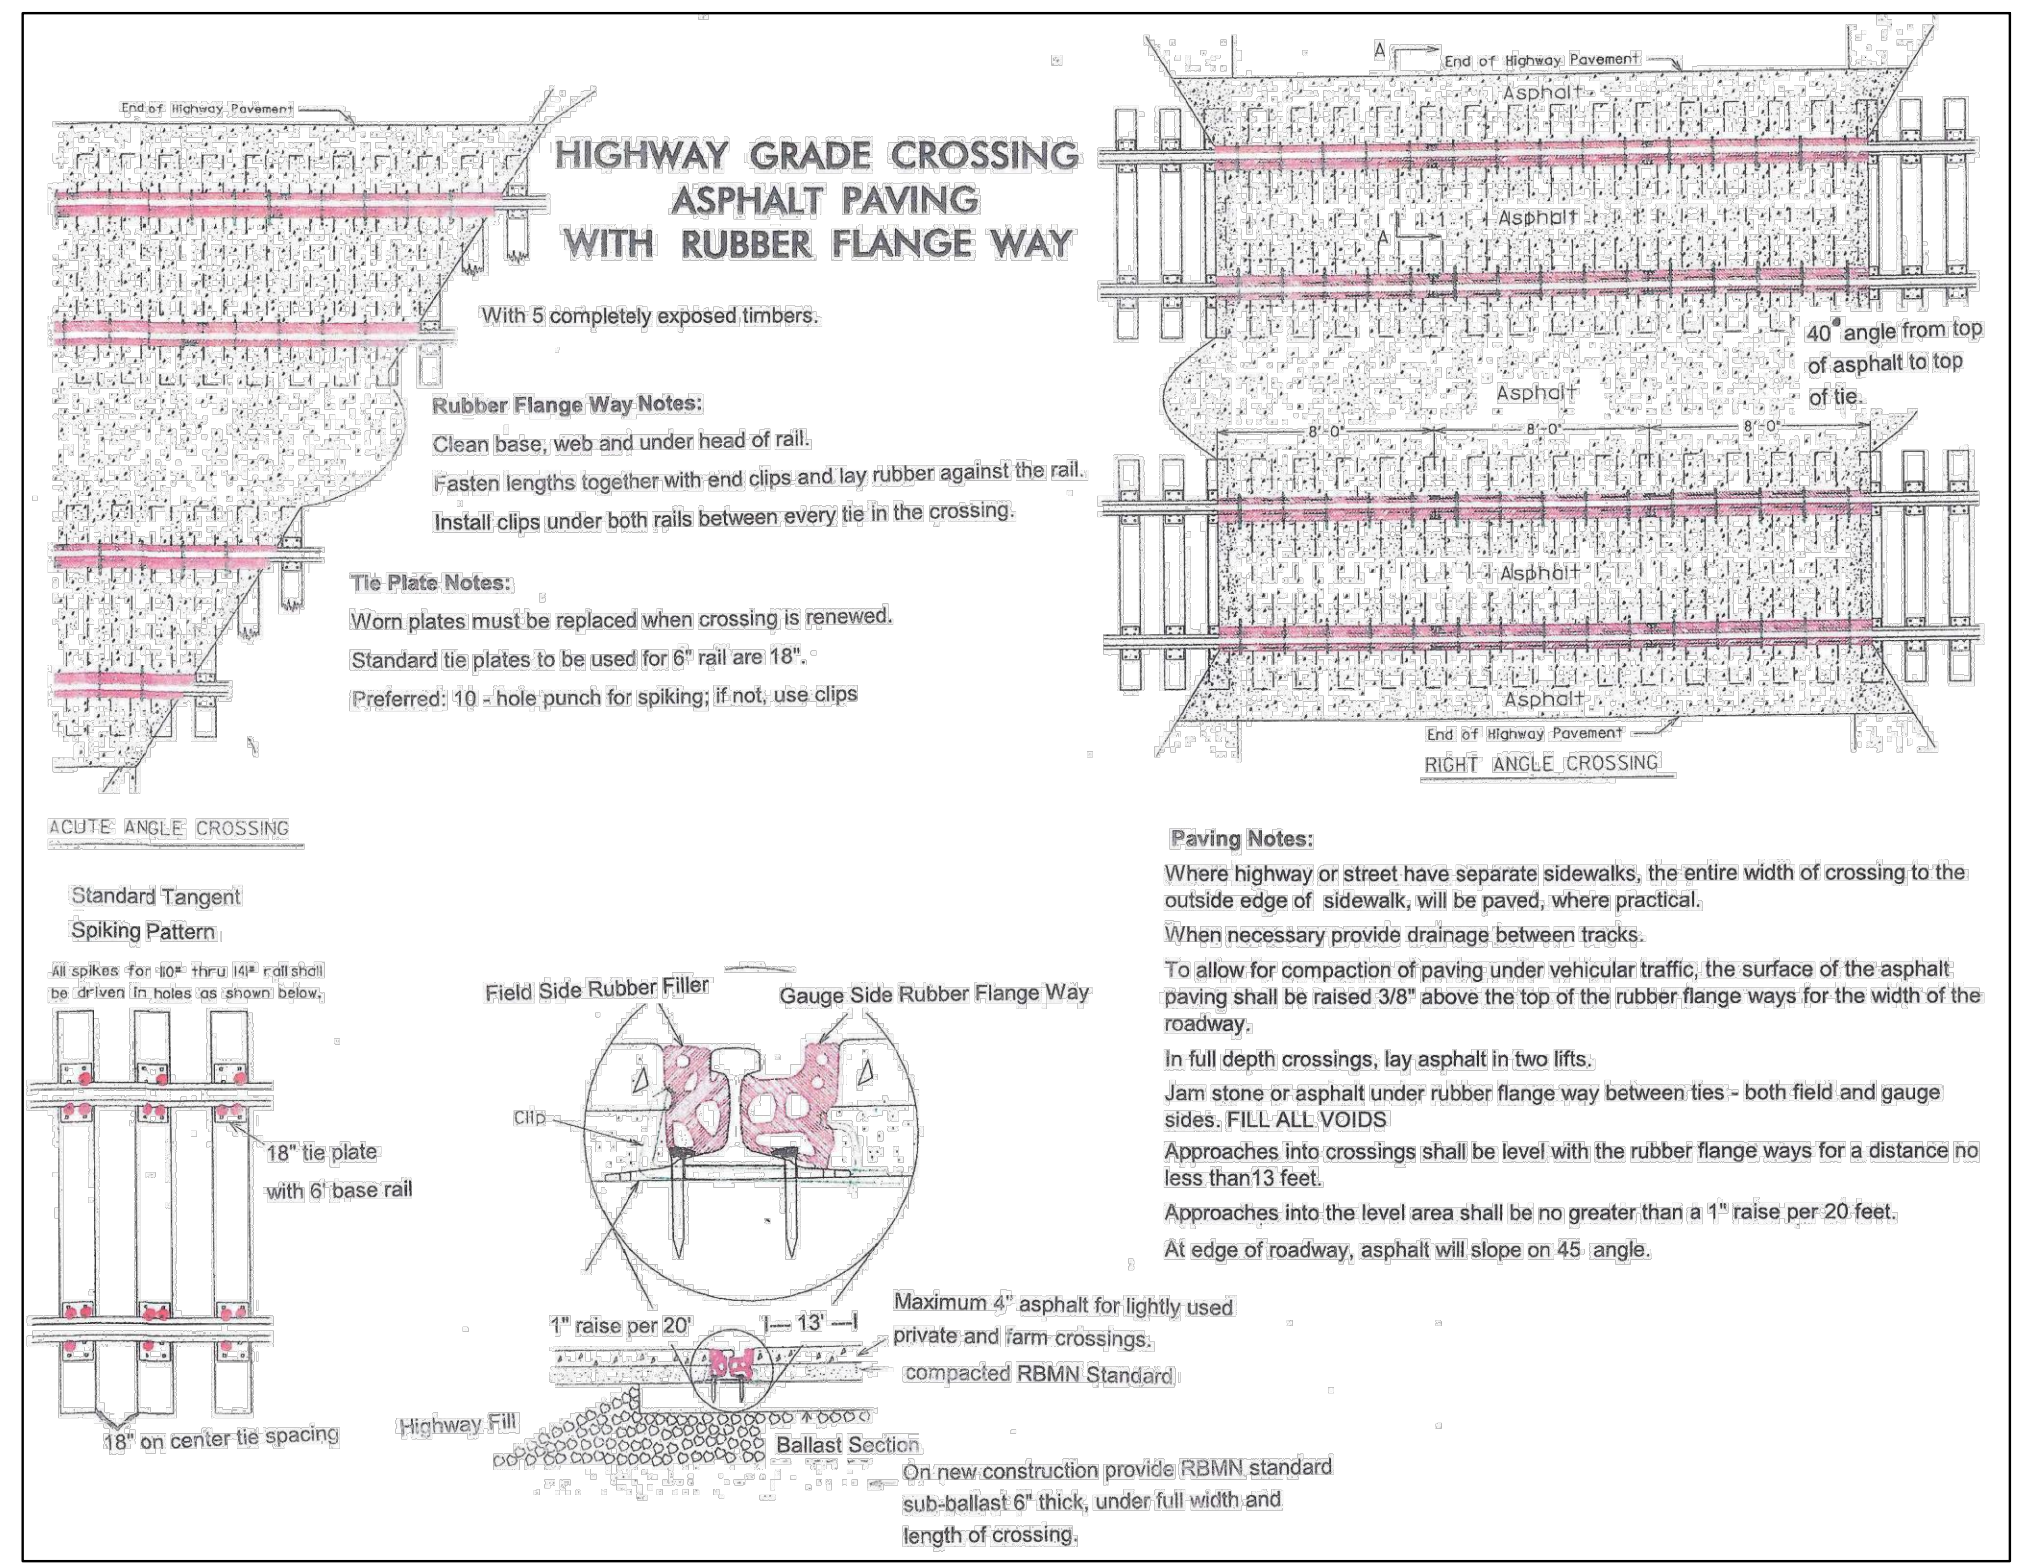 End of Highway Pavement
HIGHWAY GRADE CROSSING
ASPHALT PAVING
WITH RUBBER FLANGE WAY
With 5 completely exposed timbers.
Rubber Flange Way Notes:
Clean base, web and under head of rail.
Fasten lengths together with end clips and lay rubber against the rail.
Install clips under both rails between every tie in the crossing.
Tie Plate Notes:
Worn plates must be replaced when crossing is renewed.
Standard tie plates to be used for 6" rail are 18".
Preferred: 10 - hole punch for spiking; if not, use clips
ACUTE ANGLE CROSSING
A
End of Highway Pavement
Asphalt
Asphalt
A
40° angle from top
of asphalt to top
of tie.
Asphalt
8'-0" 8'-0" 8'-0"
Asphalt
Asphalt
End of Highway Pavement
RIGHT ANGLE CROSSING
Standard Tangent
Spiking Pattern
All spikes for 110# thru 141# rail shall
be driven in holes as shown below.
18" tie plate
with 6' base rail
18" on center tie spacing
Field Side Rubber Filler
Gauge Side Rubber Flange Way
Clip
1" raise per 20'
13'
Maximum 4" asphalt for lightly used
private and farm crossings.
compacted RBMN Standard
Highway Fill
Ballast Section
On new construction provide RBMN standard
sub-ballast 6" thick, under full width and
length of crossing.
Paving Notes:
Where highway or street have separate sidewalks, the entire width of crossing to the
outside edge of sidewalk, will be paved, where practical.
When necessary provide drainage between tracks.
To allow for compaction of paving under vehicular traffic, the surface of the asphalt
paving shall be raised 3/8" above the top of the rubber flange ways for the width of the
roadway.
In full depth crossings, lay asphalt in two lifts.
Jam stone or asphalt under rubber flange way between ties - both field and gauge
sides. FILL ALL VOIDS
Approaches into crossings shall be level with the rubber flange ways for a distance no
less than13 feet.
Approaches into the level area shall be no greater than a 1" raise per 20 feet.
At edge of roadway, asphalt will slope on 45 angle.